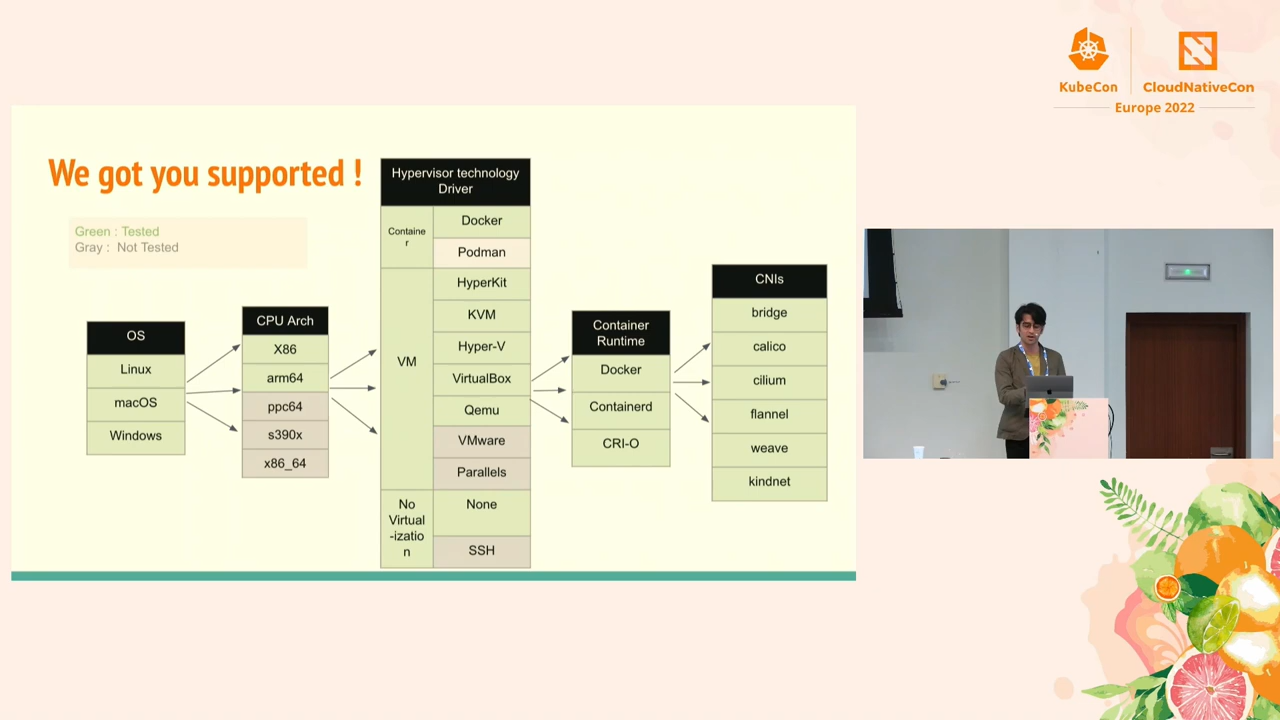 KubeCon
CloudNativeCon
Europe 2022
We got you supported !
Green : Tested
Gray : Not Tested
OS
Linux
macOS
Windows
CPU Arch
X86
arm64
ppc64
s390x
x86_64
Hypervisor technology
Driver
Containe
r
Docker
Podman
VM
HyperKit
KVM
Hyper-V
VirtualBox
Qemu
VMware
Parallels
No
Virtual
-izatio
n
None
SSH
Container
Runtime
Docker
Containerd
CRI-O
CNIs
bridge
calico
cilium
flannel
weave
kindnet